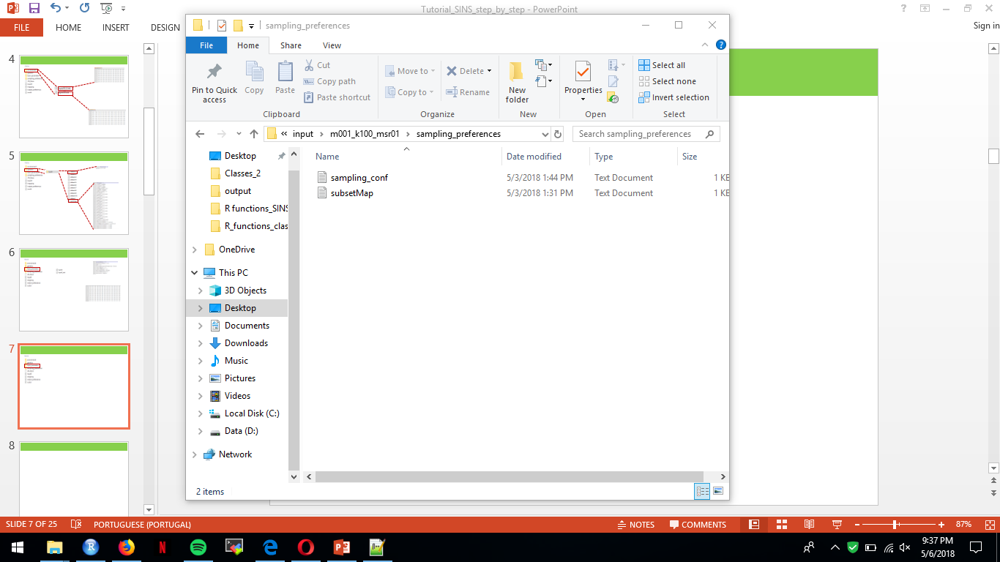 Tutorial_SINS_step_by_step - PowerPoint
?
Sign in
FILE
HOME
INSERT
DESIGN
sampling_preferences
File
Home
Share
View
Pin to Quick access
Copy
Paste
Cut
Copy path
Paste shortcut
Clipboard
Move to
Copy to
Delete
Rename
Organize
New folder
New
Properties
Open
Select all
Select none
Invert selection
Select
« input › m001_k100_msr01 › sampling_preferences
Search sampling_preferences
Desktop
Classes_2
output
R functions_SINS
R_functions_clas
OneDrive
This PC
3D Objects
Desktop
Documents
Downloads
Music
Pictures
Videos
Local Disk (C:)
Data (D:)
Network
Name Date modified Type Size
sampling_conf 5/3/2018 1:44 PM Text Document 1 KB
subsetMap 5/3/2018 1:31 PM Text Document 1 KB
2 items
4
5
6
7
8
SLIDE 7 OF 25
PORTUGUESE (PORTUGAL)
NOTES
COMMENTS
87%
9:37 PM
5/6/2018